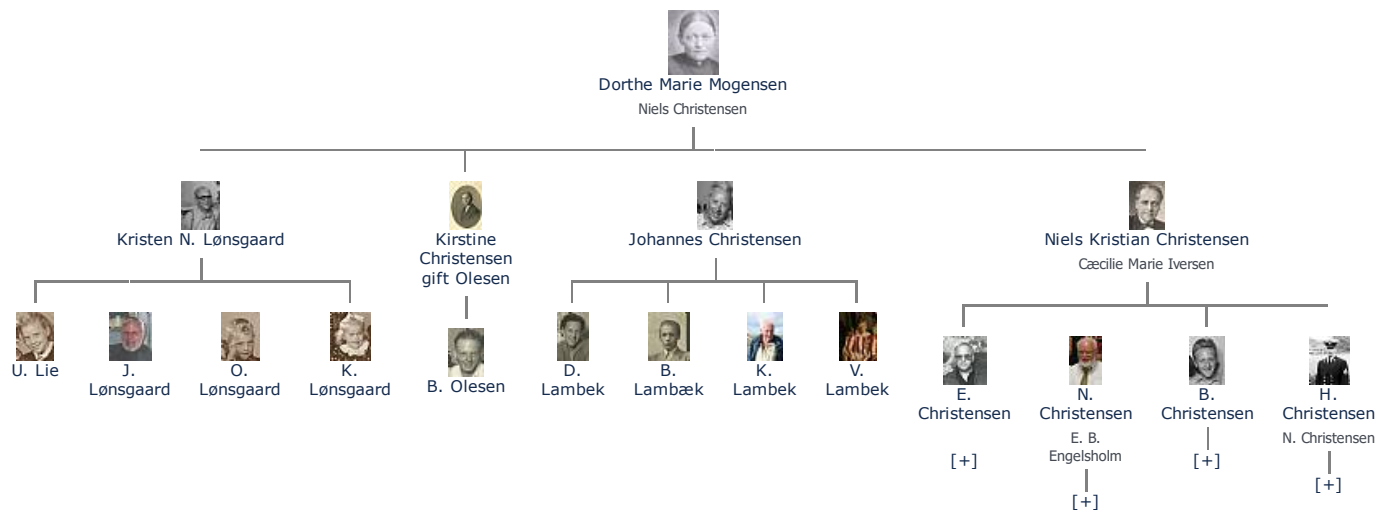 Dorthe Marie Mogensen
Niels Christensen
Kristen N. Lønsgaard
Kirstine
Christensen
gift Olesen
Johannes Christensen
Niels Kristian Christensen
Cæcilie Marie Iversen
U. Lie
J.
Lønsgaard
O.
Lønsgaard
K.
Lønsgaard
B. Olesen
D.
Lambek
B.
Lambæk
K.
Lambek
V.
Lambek
E.
Christensen
[+]
N.
Christensen
E. B.
Engelsholm
[+]
B.
Christensen
[+]
H.
Christensen
N. Christensen
[+]